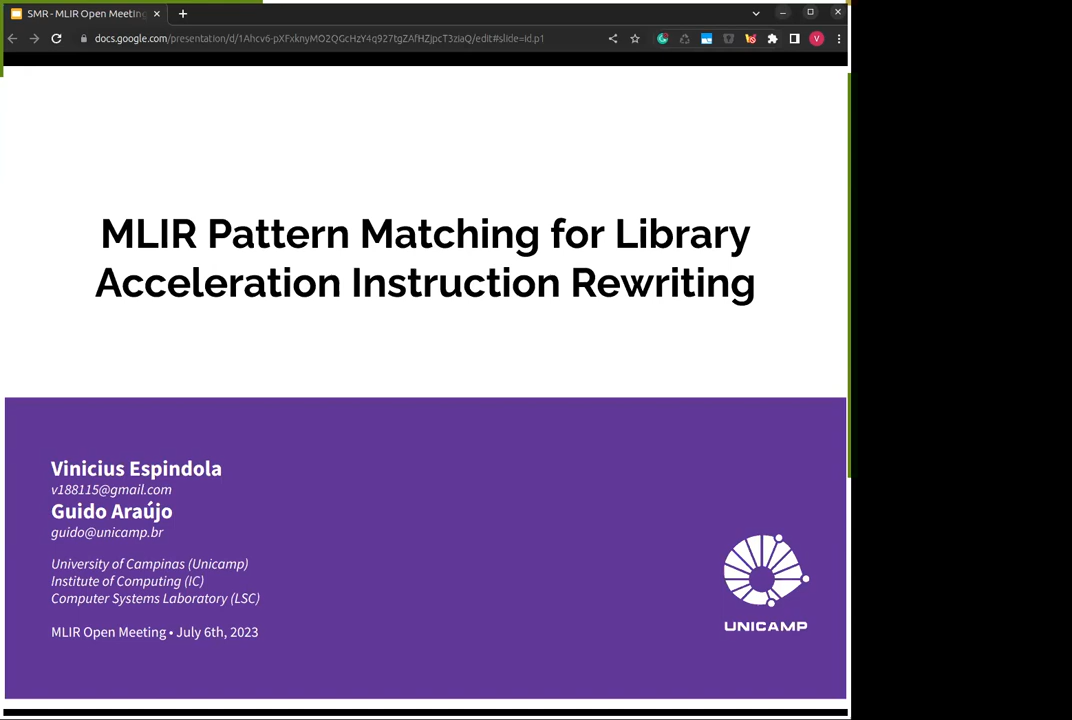 SMR - MLIR Open Meeting
docs.google.com/presentation/d/1Ahcv6-pXFxknyMO2QGcHzY4q927tgZAfHZjpcT3ziaQ/edit#slide=id.p1
V
MLIR Pattern Matching for Library
Acceleration Instruction Rewriting
Vinicius Espindola
v188115@gmail.com
Guido Araújo
guido@unicamp.br
University of Campinas (Unicamp)
Institute of Computing (IC)
Computer Systems Laboratory (LSC)
MLIR Open Meeting • July 6th, 2023
UNICAMP